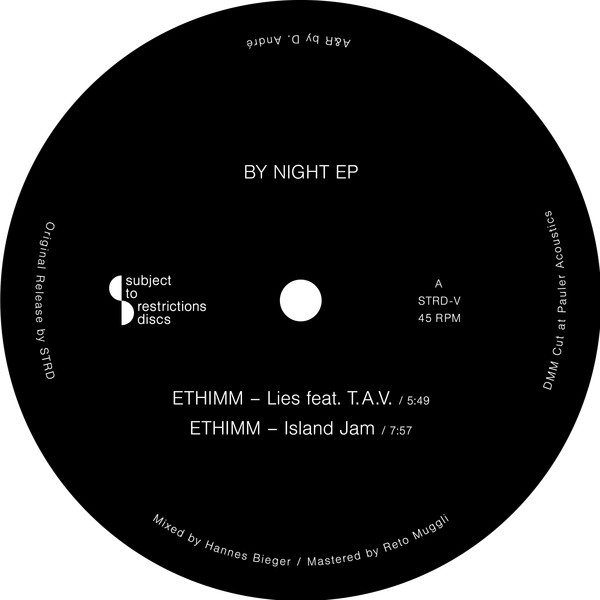 A&R by D. André
BY NIGHT EP
Original Release by STRD
subject
to
restrictions
discs
A
STRD-V
45 RPM
DMM Cut at Pauler Acoustics
ETHIMM – Lies feat. T.A.V. / 5:49
ETHIMM – Island Jam / 7:57
Mixed by Hannes Bieger / Mastered by Reto Muggli